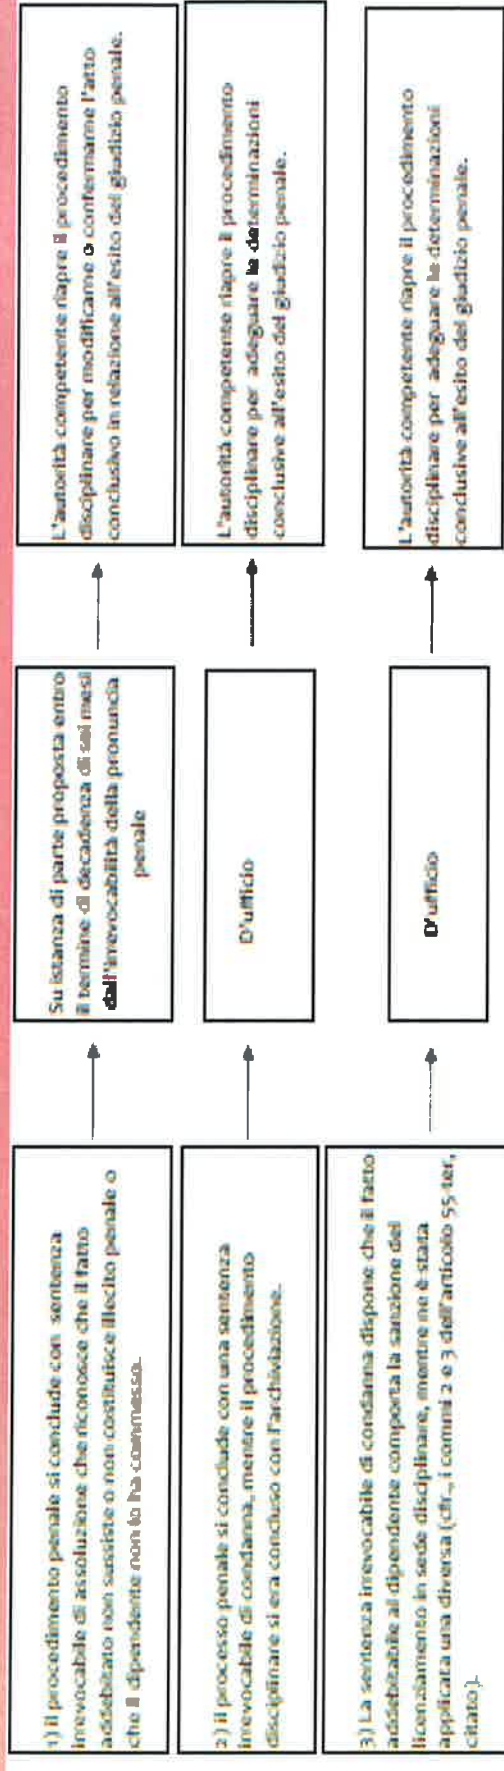 1) il procedimento penale si conclude con sentenza
irrevocabile di assoluzione che riconosce che il fatto
addebitato non sussiste o non costituisce illecito penale o
che il dipendente non lo ha commesso.
Su istanza di parte proposta entro
il termine di decadenza di sei mesi
dall'irrevocabilità della pronuncia
penale
L'autorità competente riapre il procedimento
disciplinare per modificarne o confermarne l'atto
conclusivo in relazione all'esito del giudizio penale.
2) il processo penale si conclude con una sentenza
irrevocabile di condanna, mentre il procedimento
disciplinare si era concluso con l'archiviazione.
D'ufficio
L'autorità competente riapre il procedimento
disciplinare per adeguare le determinazioni
conclusive all'esito del giudizio penale.
3) La sentenza irrevocabile di condanna dispone che il fatto
addebitabile al dipendente comporta la sanzione del
licenziamento in sede disciplinare, mentre ne è stata
applicata una diversa (cfr., i commi 2 e 3 dell'articolo 55-ter,
citato).
D'ufficio
L'autorità competente riapre il procedimento
disciplinare per adeguare le determinazioni
conclusive all'esito del giudizio penale.